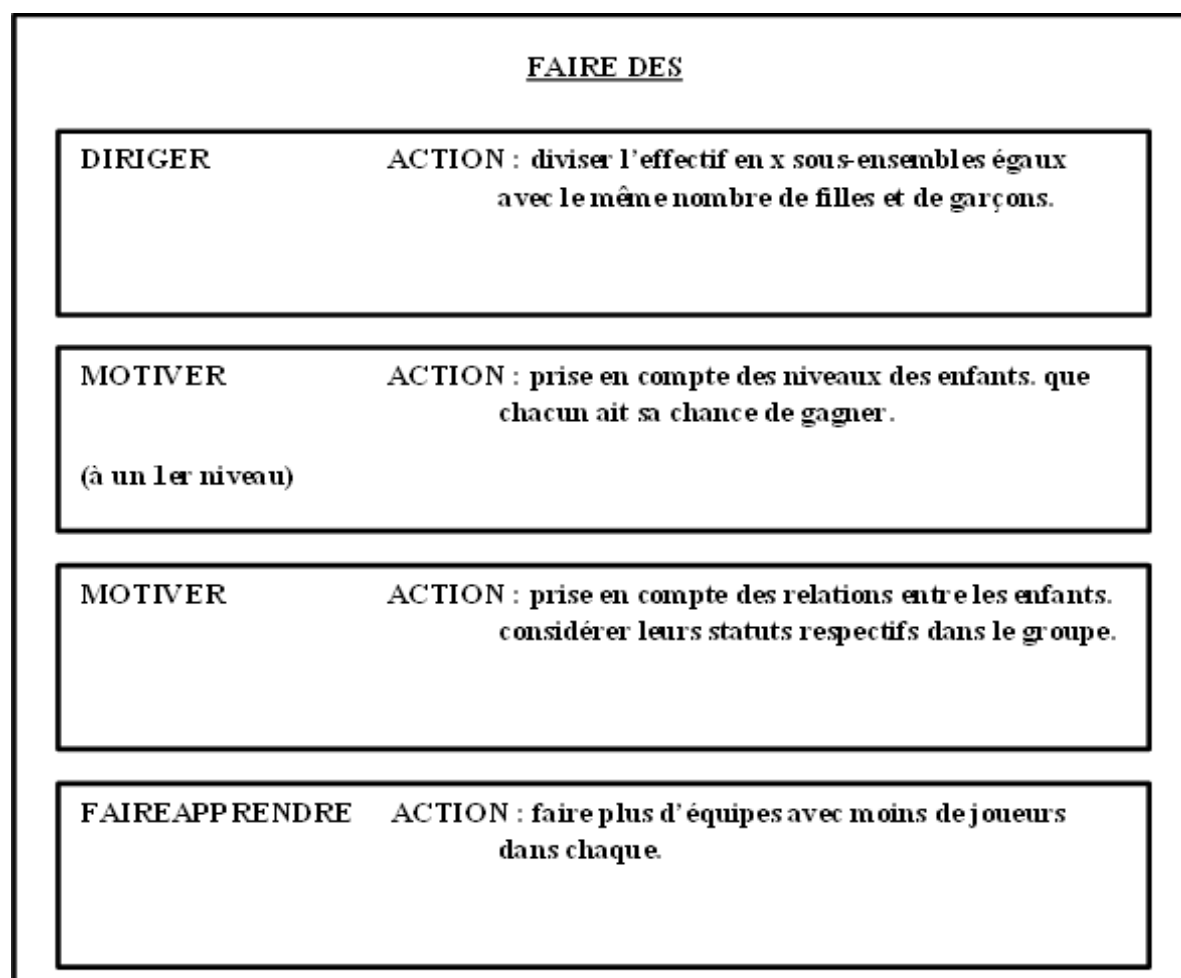 FAIRE DES
DIRIGER ACTION : diviser l'effectif en x sous-ensembles égaux
avec le même nombre de filles et de garçons.
MOTIVER ACTION : prise en compte des niveaux des enfants. que
chacun ait sa chance de gagner.
(à un 1er niveau)
MOTIVER ACTION : prise en compte des relations entre les enfants.
considérer leurs statuts respectifs dans le groupe.
FAIREAPPRENDRE ACTION : faire plus d'équipes avec moins de joueurs
dans chaque.